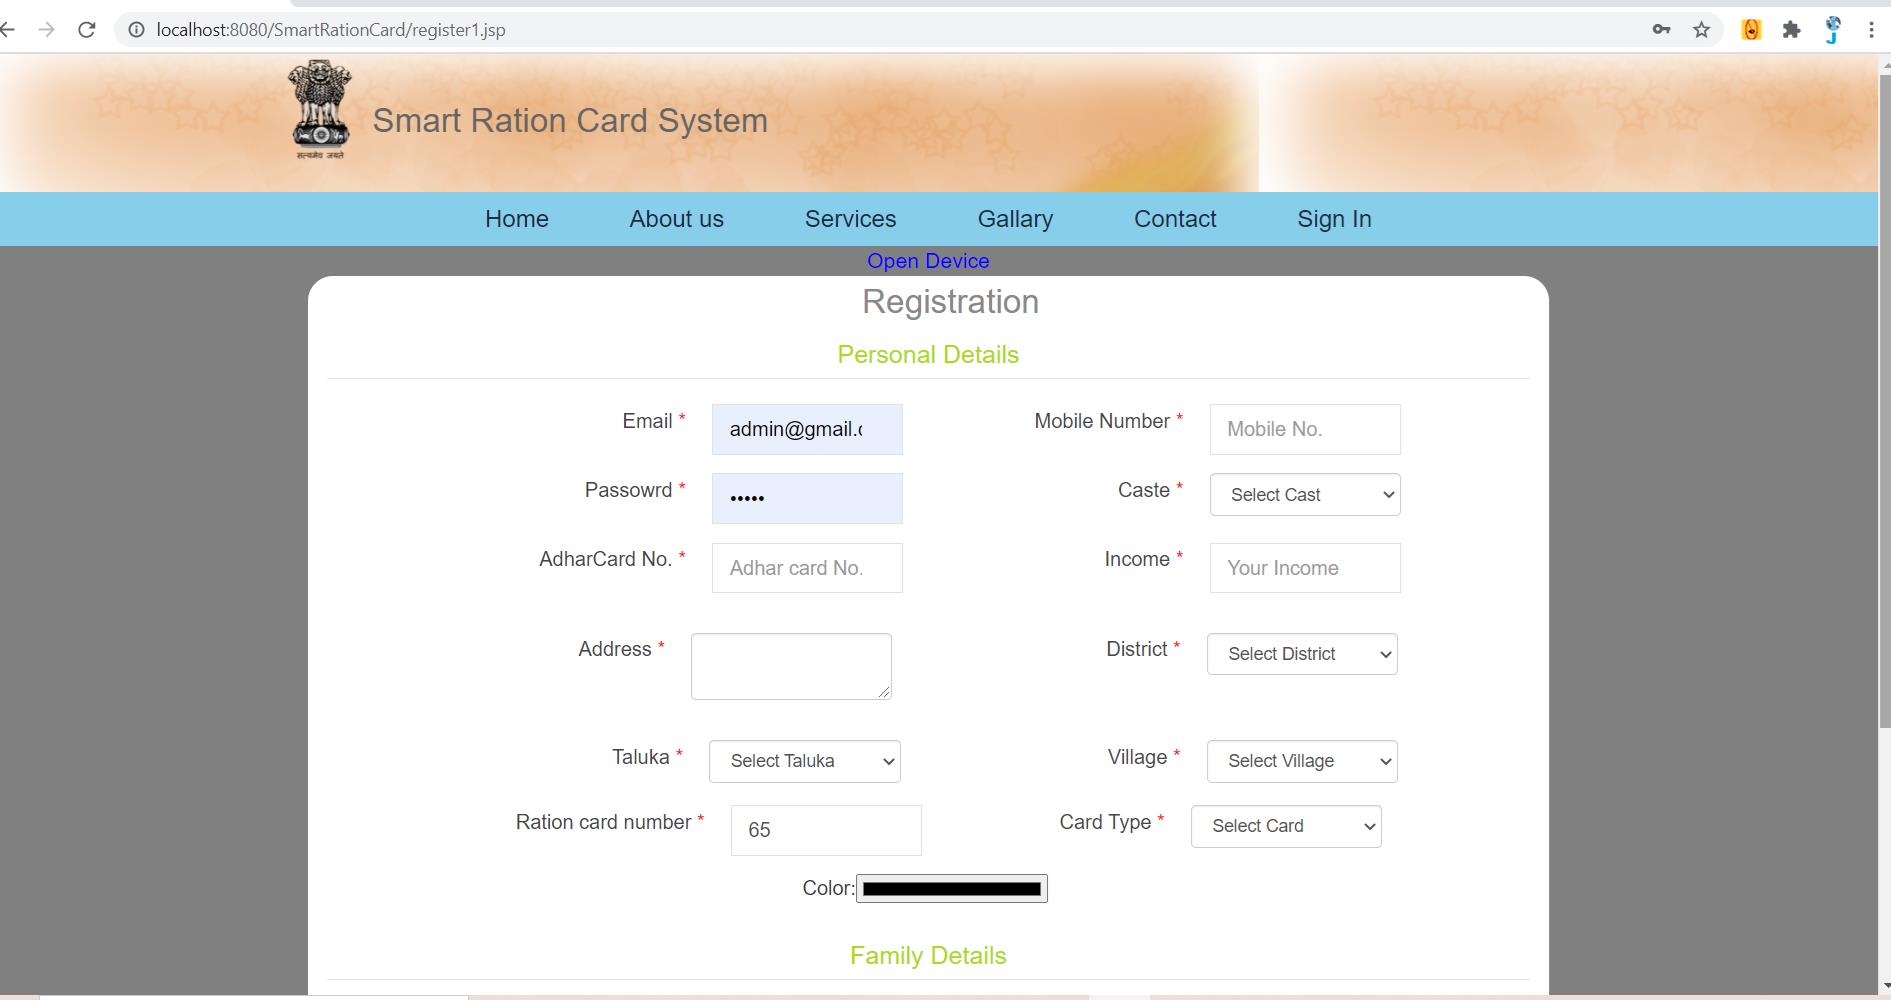 localhost:8080/SmartRationCard/register1.jsp
सत्यमेव जयते
Smart Ration Card System
Home About us Services Gallary Contact Sign In
Open Device
Registration
Personal Details
Email * admin@gmail.c Mobile Number * Mobile No.
Passowrd * ••••• Caste * Select Cast
AdharCard No. * Adhar card No. Income * Your Income
Address * District * Select District
Taluka * Select Taluka Village * Select Village
Ration card number * 65 Card Type * Select Card
Color:
Family Details